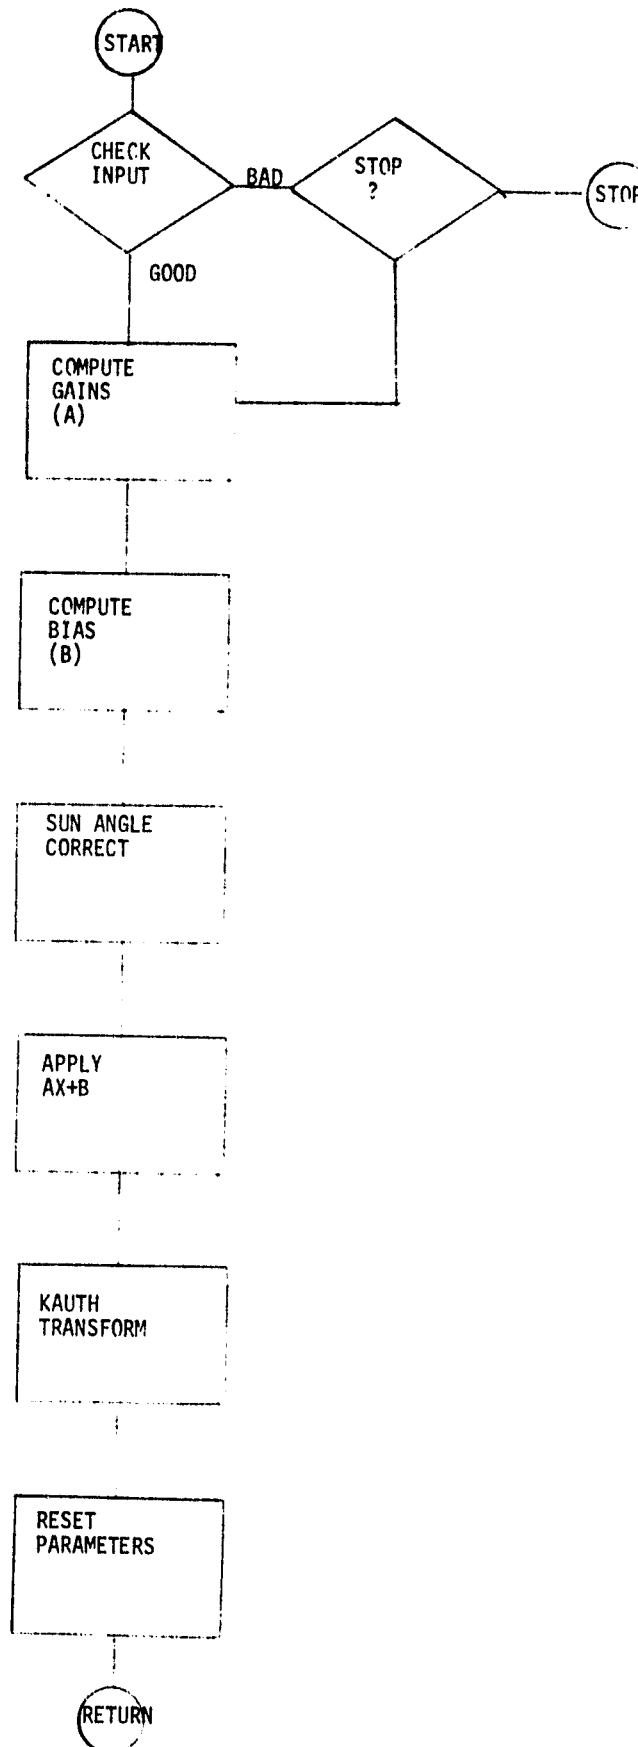 START
CHECK
INPUT
BAD
STOP
?
STOP
GOOD
COMPUTE
GAINS
(A)
COMPUTE
BIAS
(B)
SUN ANGLE
CORRECT
APPLY
AX+B
KAUTH
TRANSFORM
RESET
PARAMETERS
RETURN